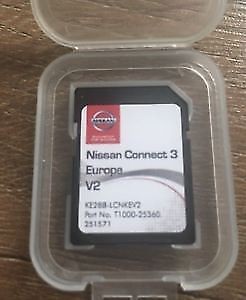 NISSAN
Nissan Connect 3
Europe
V2
KE288-LCNKEV2
Part No. T1000-25360
251571